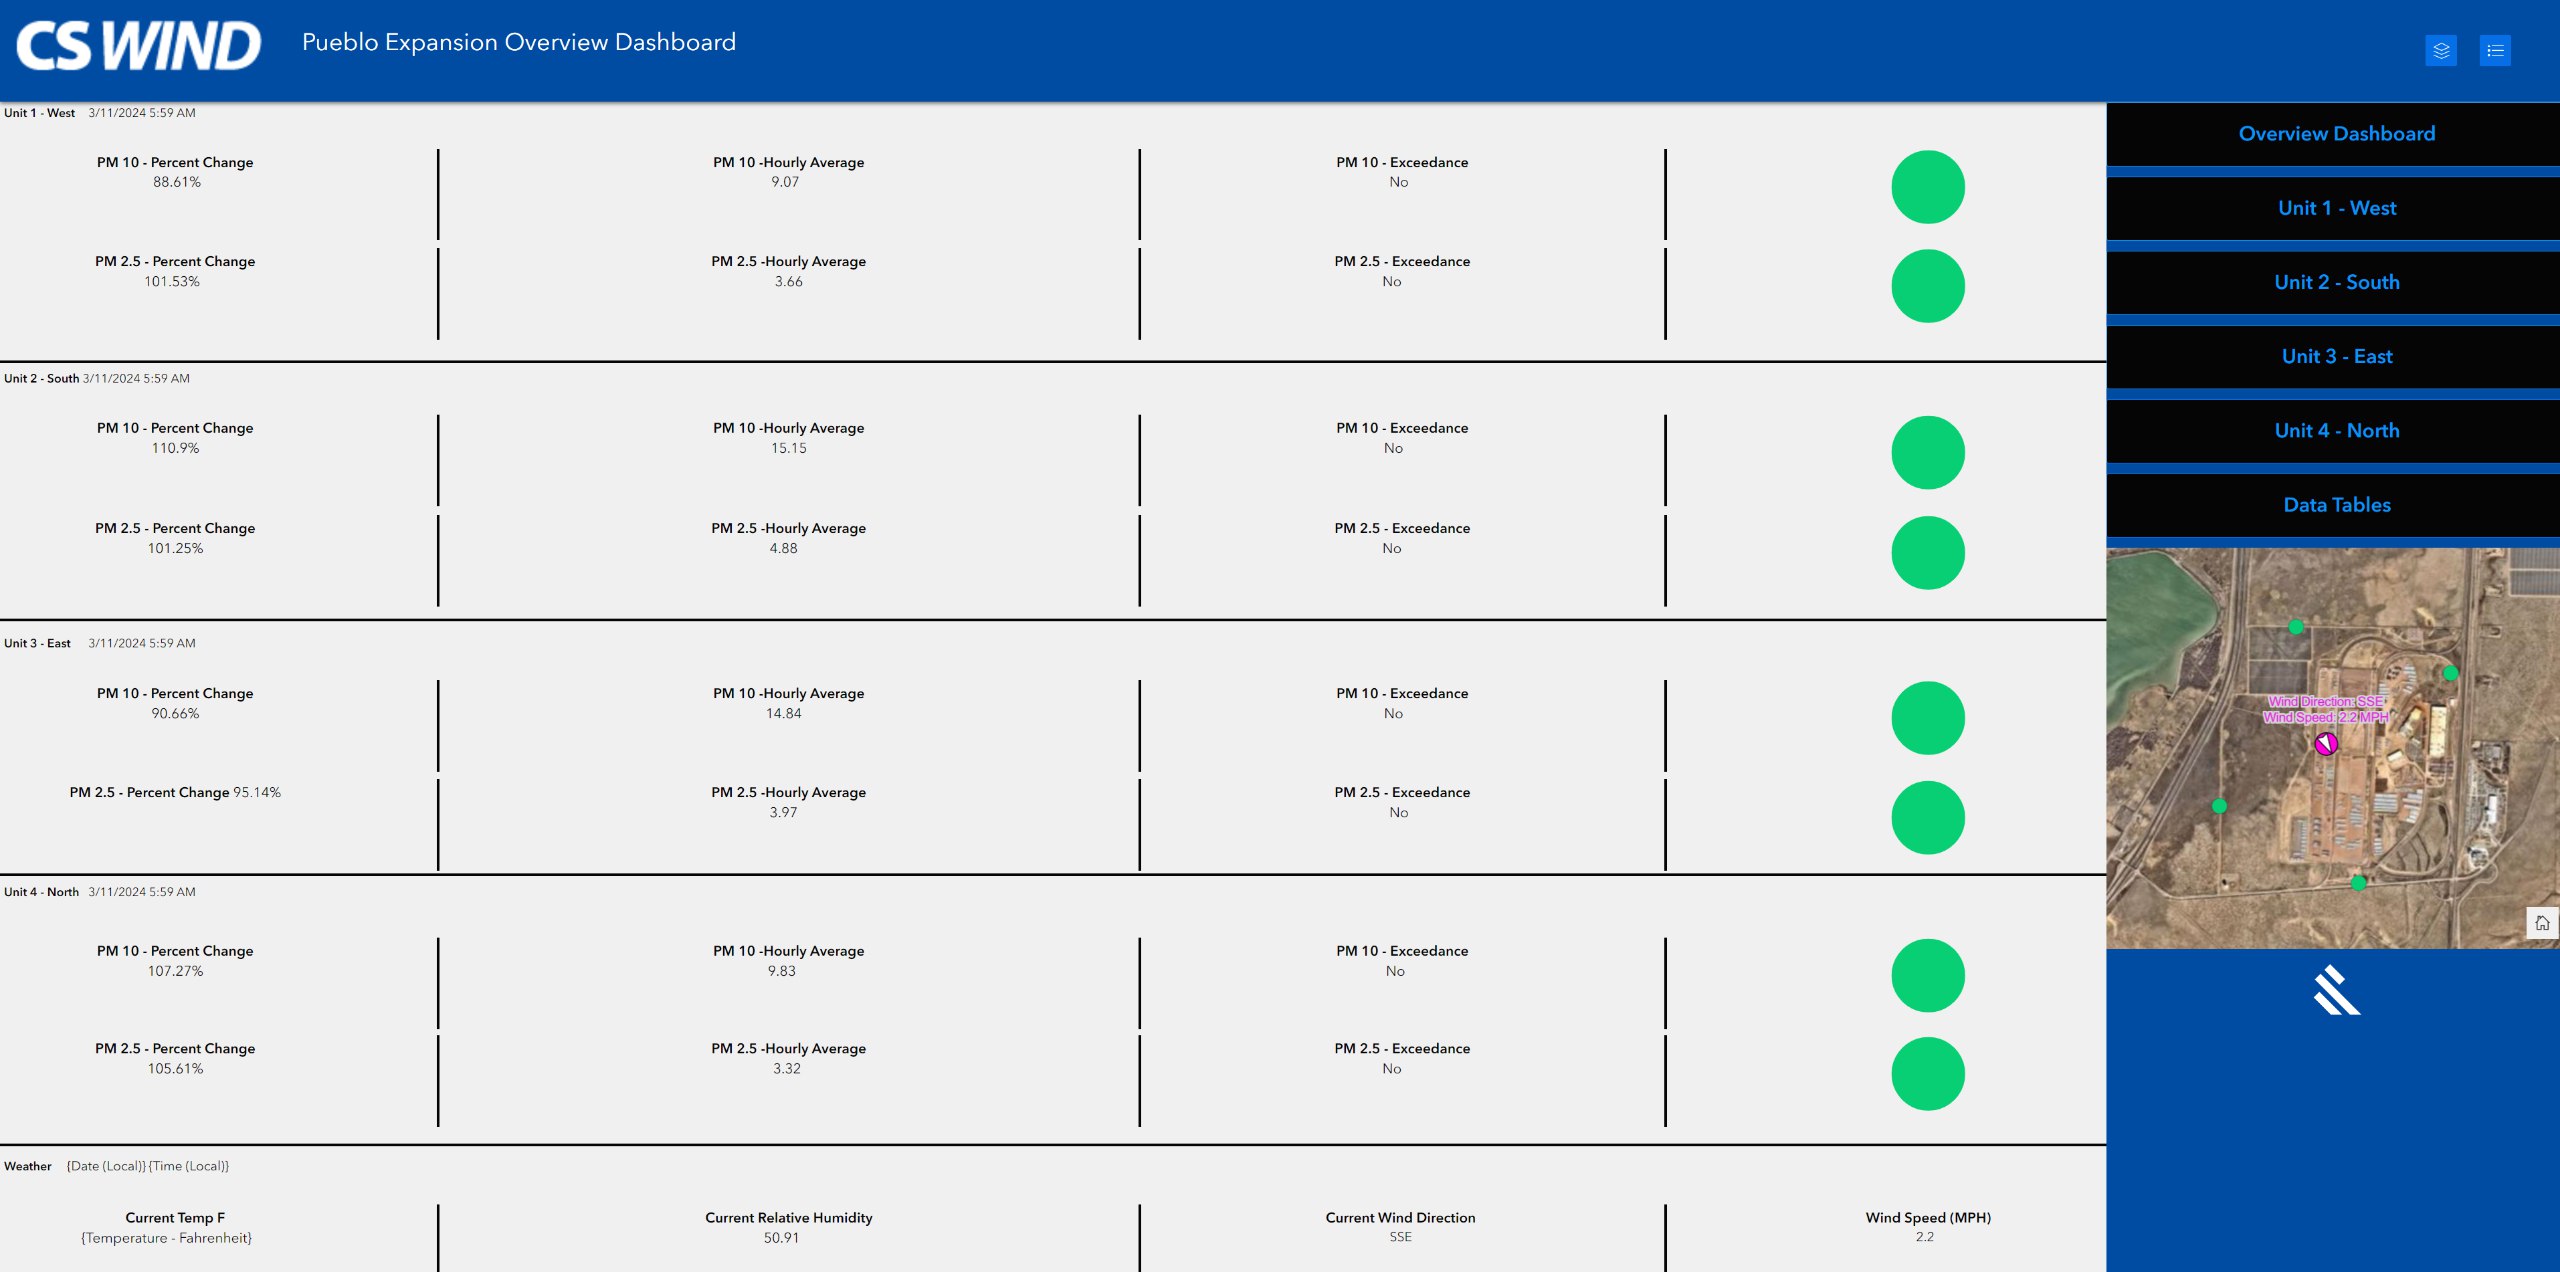 CS WIND
Pueblo Expansion Overview Dashboard
Unit 1 - West 3/11/2024 5:59 AM
PM 10 - Percent Change
88.61%
PM 10 -Hourly Average
9.07
PM 10 - Exceedance
No
PM 2.5 - Percent Change
101.53%
PM 2.5 -Hourly Average
3.66
PM 2.5 - Exceedance
No
Unit 2 - South 3/11/2024 5:59 AM
PM 10 - Percent Change
110.9%
PM 10 -Hourly Average
15.15
PM 10 - Exceedance
No
PM 2.5 - Percent Change
101.25%
PM 2.5 -Hourly Average
4.88
PM 2.5 - Exceedance
No
Unit 3 - East 3/11/2024 5:59 AM
PM 10 - Percent Change
90.66%
PM 10 -Hourly Average
14.84
PM 10 - Exceedance
No
PM 2.5 - Percent Change 95.14%
PM 2.5 -Hourly Average
3.97
PM 2.5 - Exceedance
No
Unit 4 - North 3/11/2024 5:59 AM
PM 10 - Percent Change
107.27%
PM 10 -Hourly Average
9.83
PM 10 - Exceedance
No
PM 2.5 - Percent Change
105.61%
PM 2.5 -Hourly Average
3.32
PM 2.5 - Exceedance
No
Weather {Date (Local)} {Time (Local)}
Current Temp F
{Temperature - Fahrenheit}
Current Relative Humidity
50.91
Current Wind Direction
SSE
Wind Speed (MPH)
2.2
Overview Dashboard
Unit 1 - West
Unit 2 - South
Unit 3 - East
Unit 4 - North
Data Tables
Wind Direction: SSE
Wind Speed: 2.2 MPH